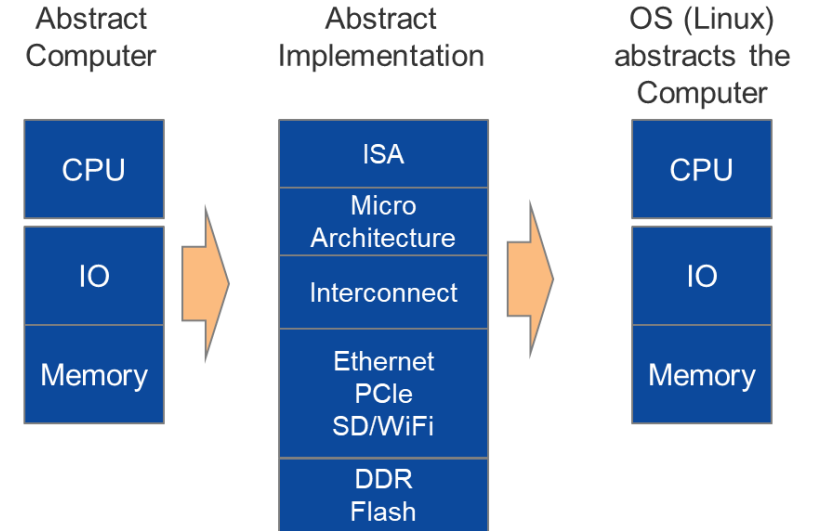 Abstract
Computer
Abstract
Implementation
OS (Linux)
abstracts the
Computer
CPU
IO
Memory
ISA
Micro
Architecture
Interconnect
Ethernet
PCIe
SD/WiFi
DDR
Flash
CPU
IO
Memory